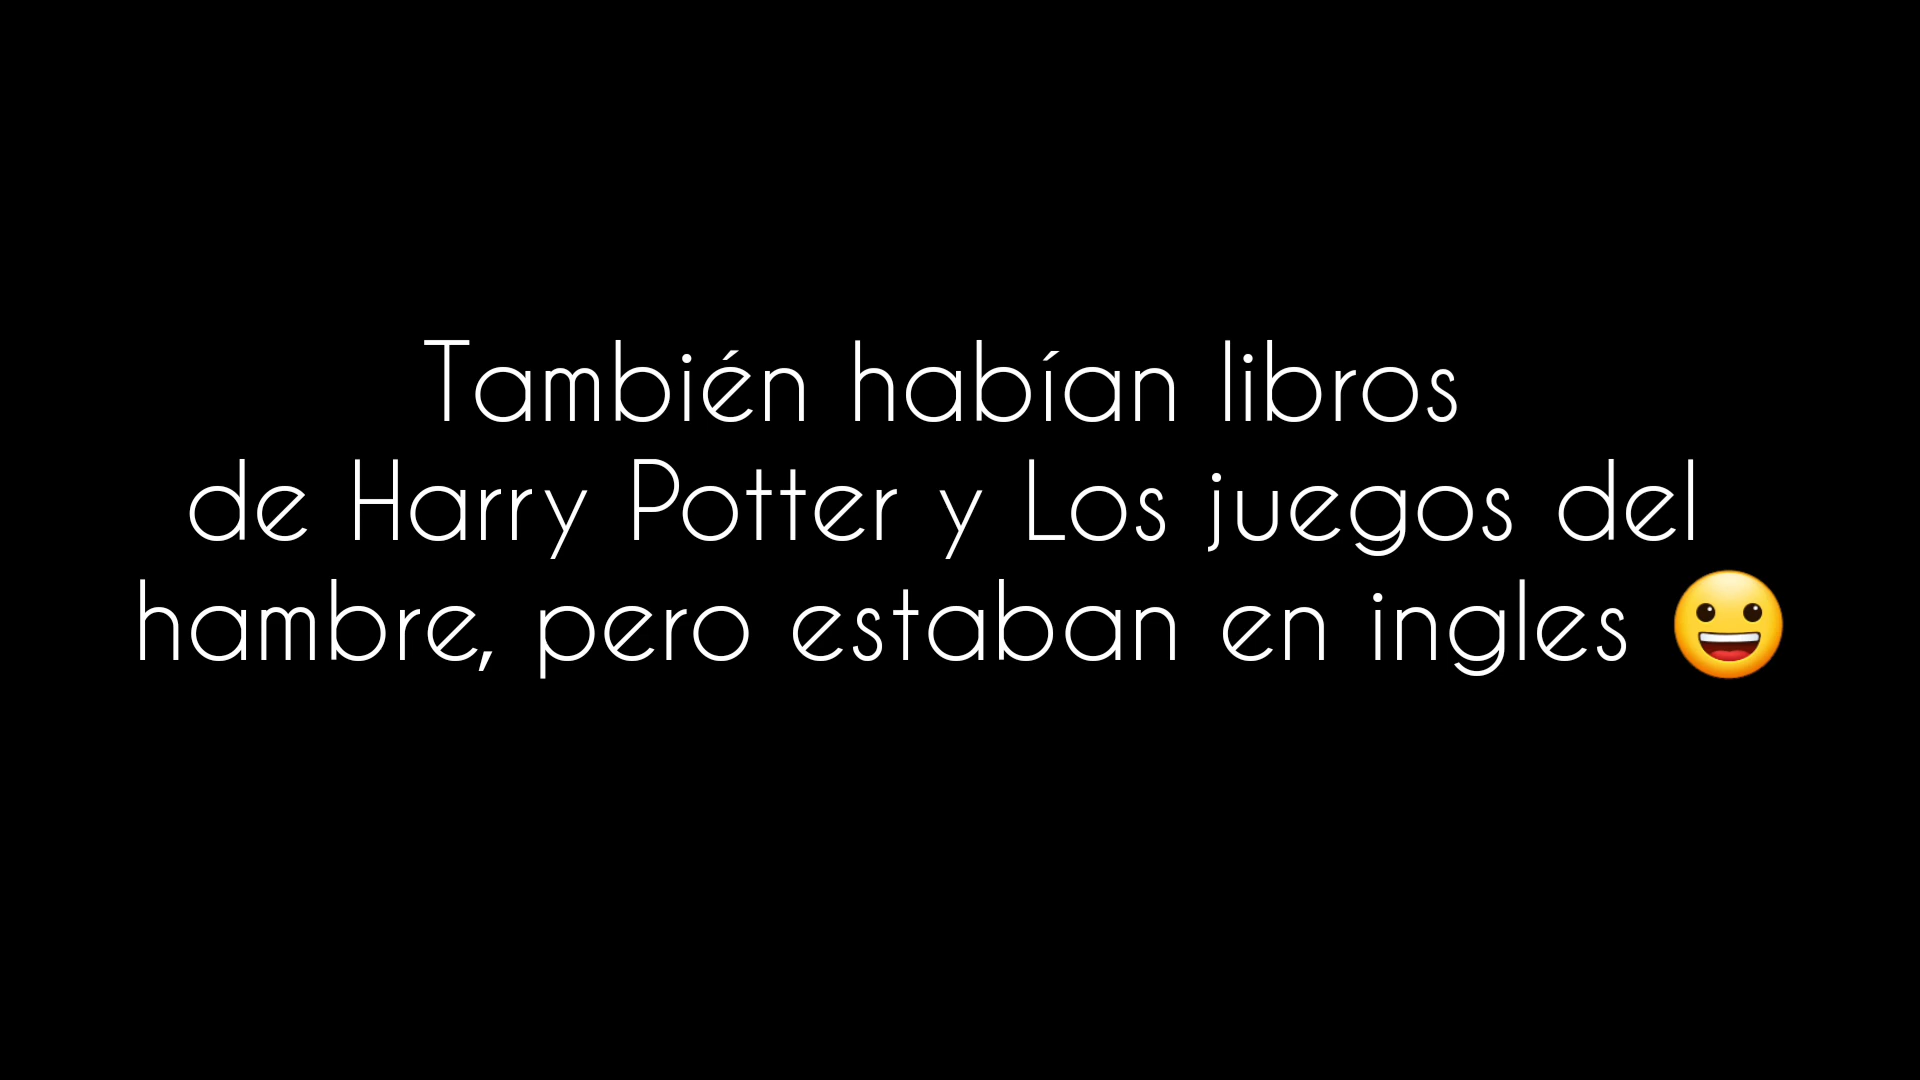 También habían libros
de Harry Potter y Los juegos del
hambre, pero estaban en ingles 😀